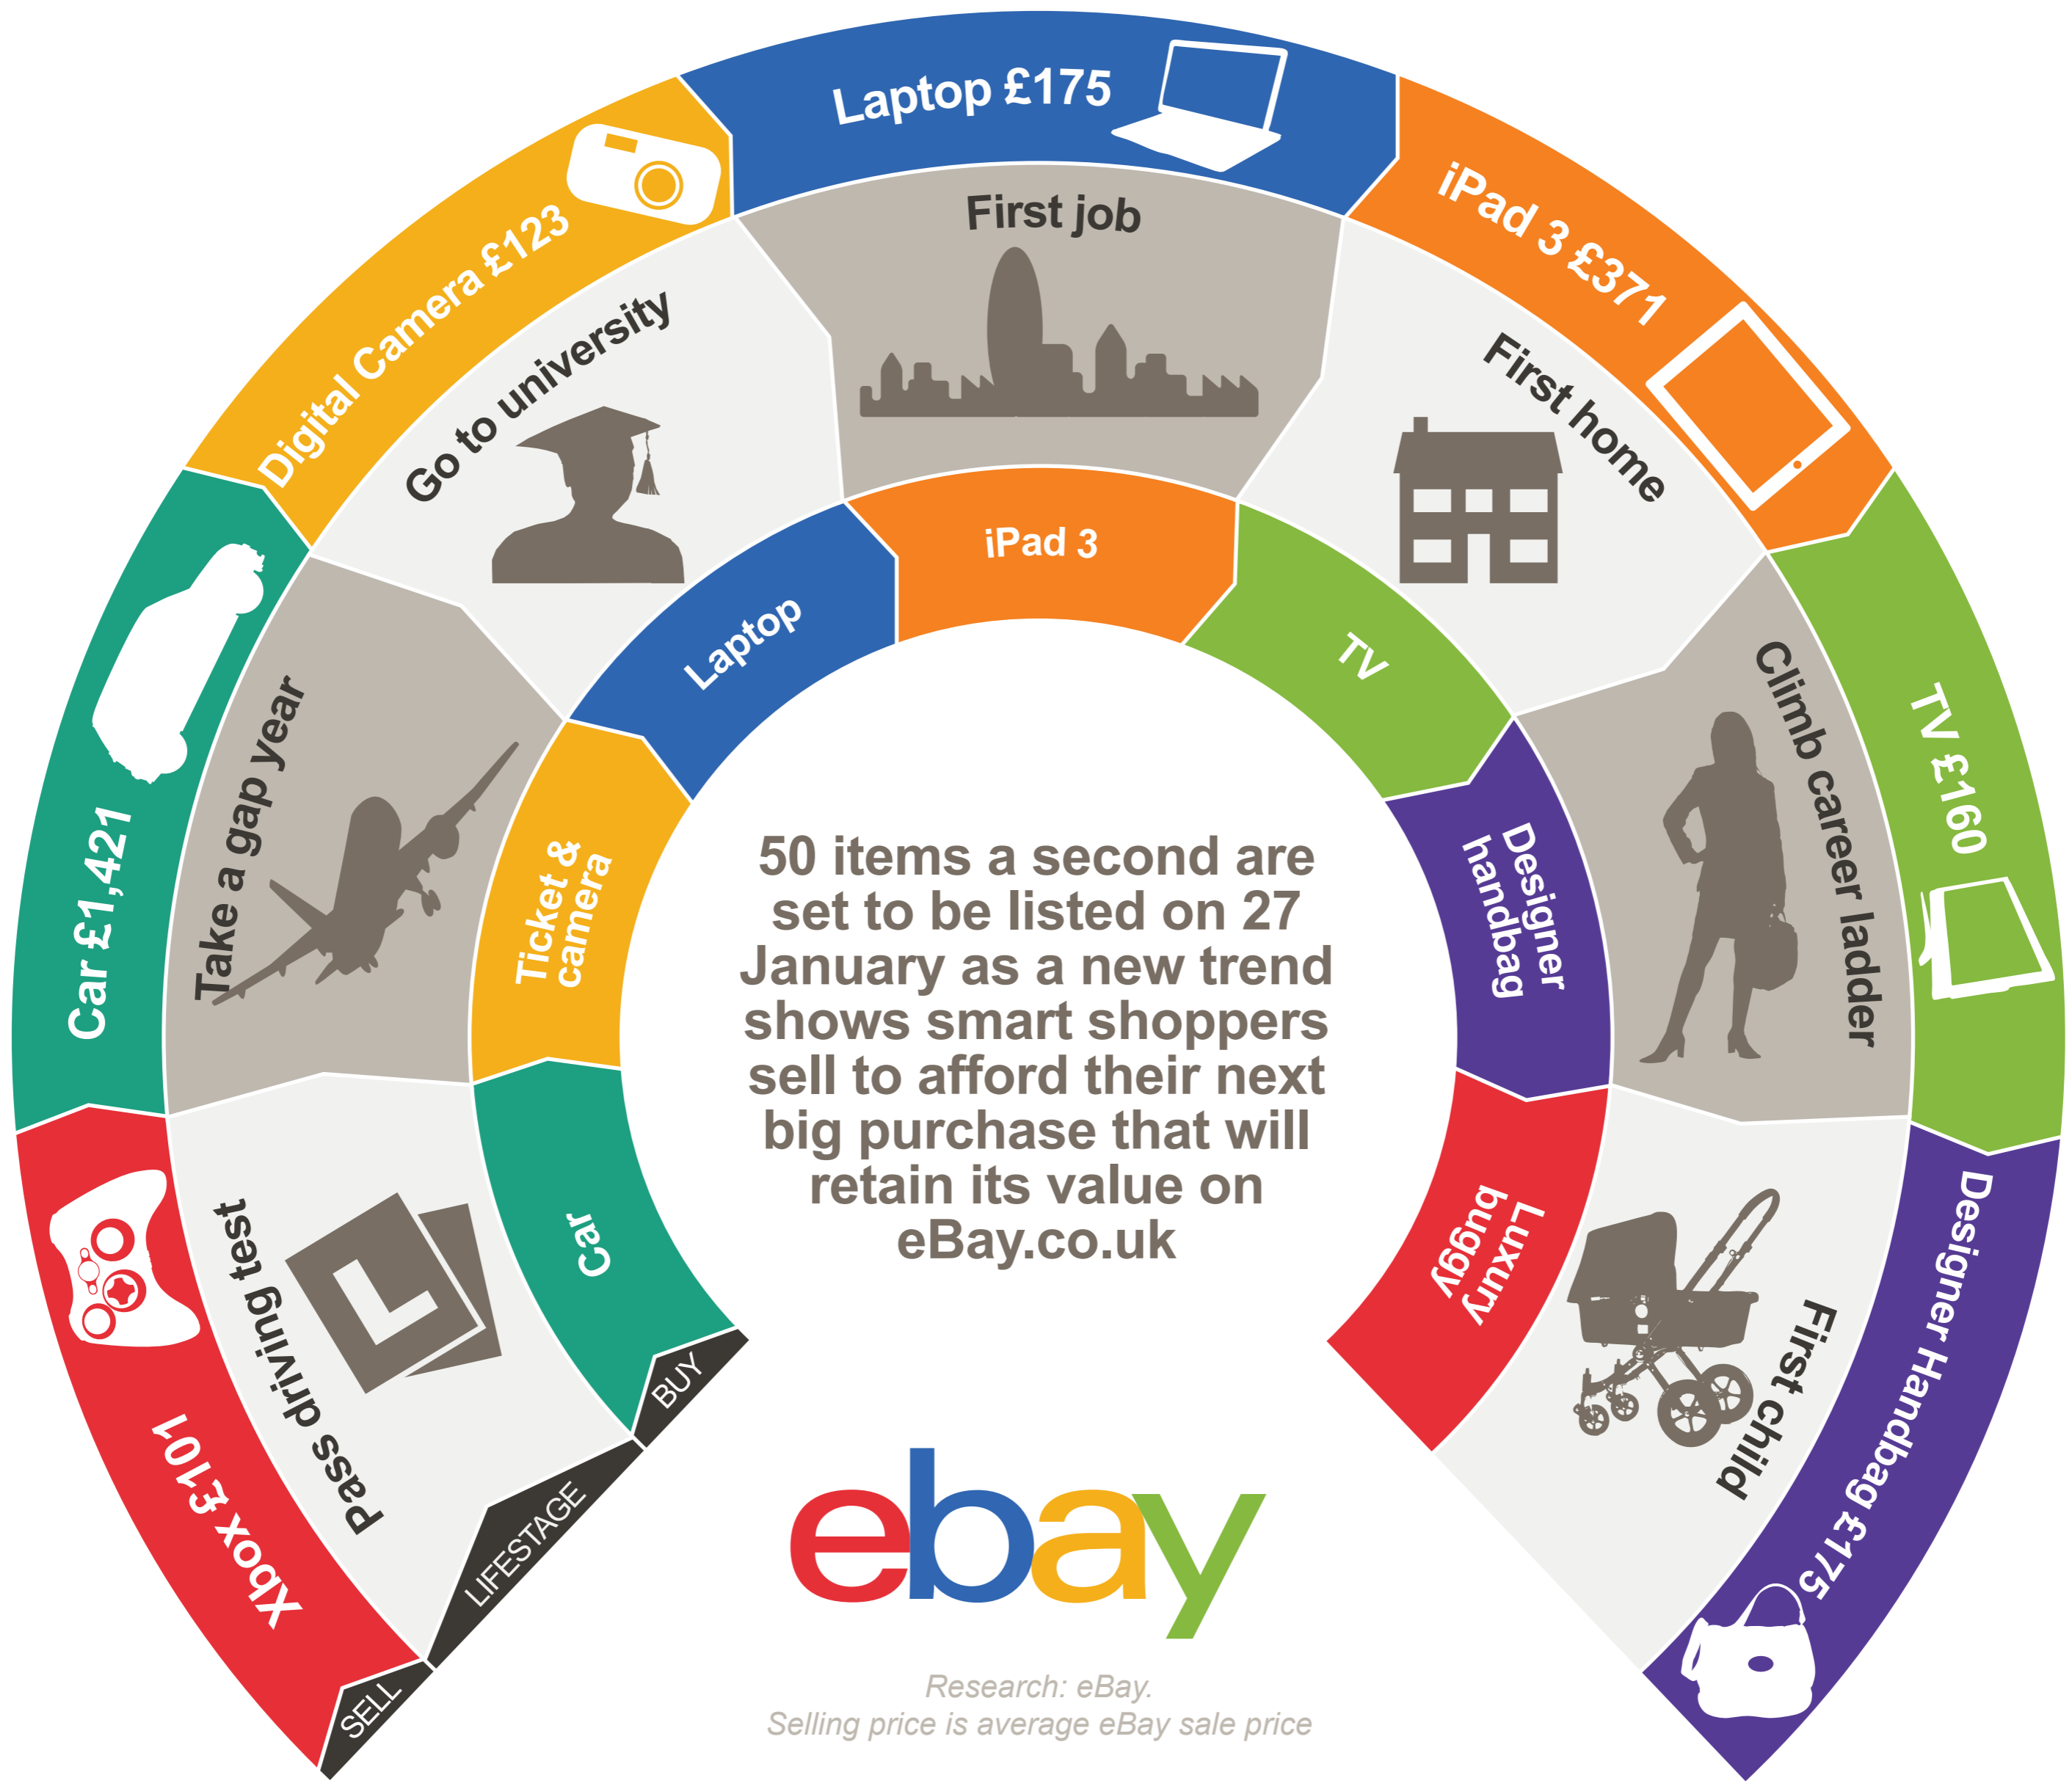 SELL
Xbox £101
Car £1,421
Digital Camera £123
Laptop £175
iPad 3 £371
TV £160
Designer Handbag £175
LIFESTAGE
Pass driving test
Take a gap year
Go to university
First job
First home
Climb career ladder
First child
BUY
Car
Ticket &
camera
Laptop
iPad 3
TV
Designer
handbag
Luxury
buggy
50 items a second are
set to be listed on 27
January as a new trend
shows smart shoppers
sell to afford their next
big purchase that will
retain its value on
eBay.co.uk
ebay
Research: eBay.
Selling price is average eBay sale price